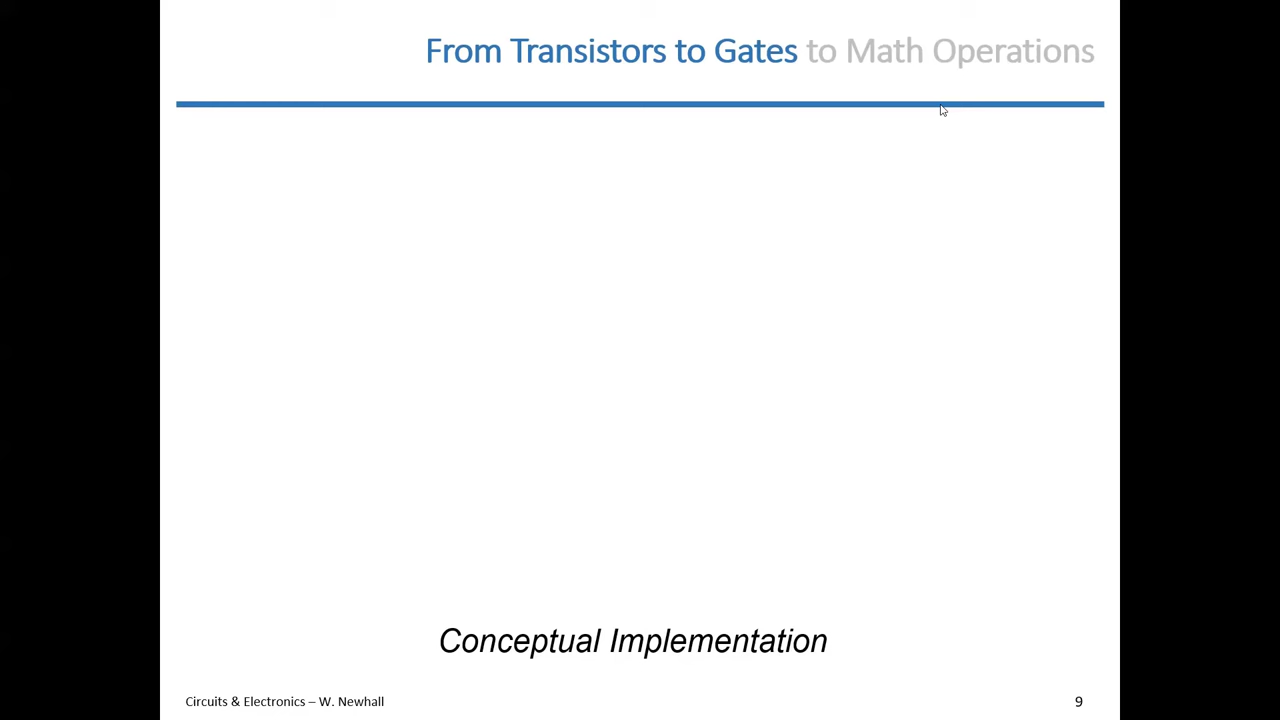 From Transistors to Gates to Math Operations
Conceptual Implementation
Circuits & Electronics – W. Newhall
9